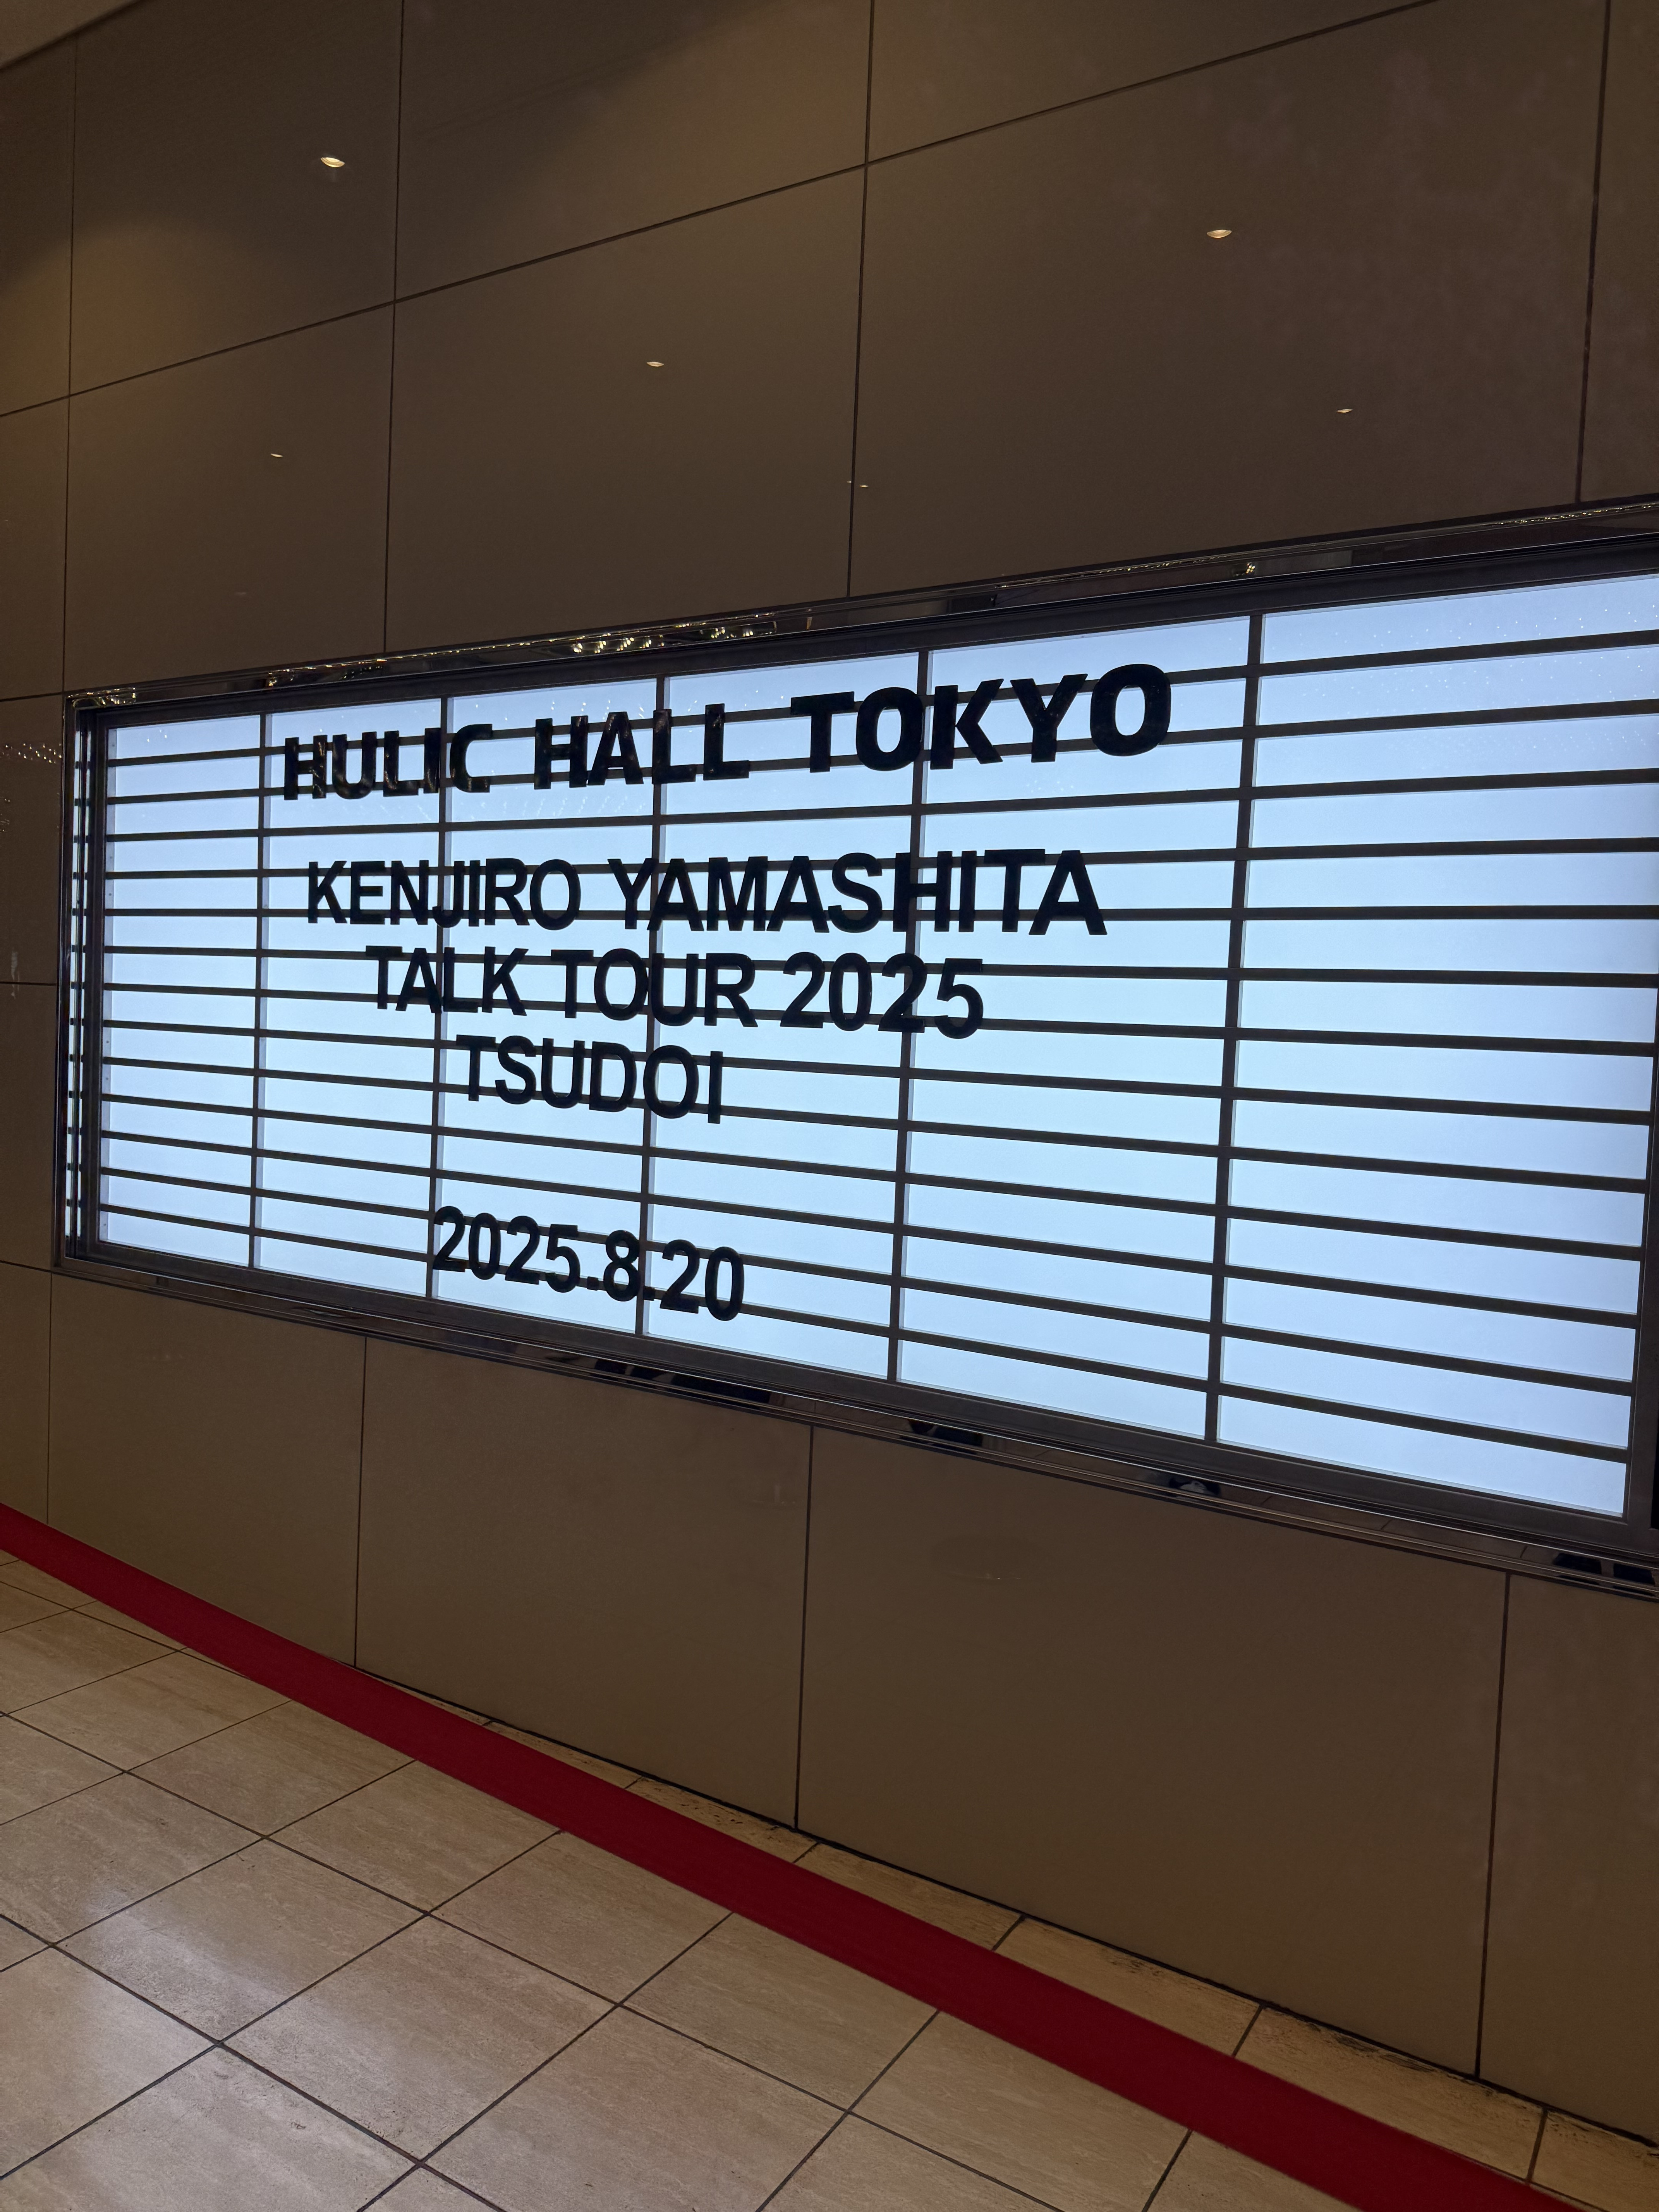 HULIC HALL TOKYO
KENJIRO YAMASHITA
TALK TOUR 2025
TSUDOI
2025.8.20